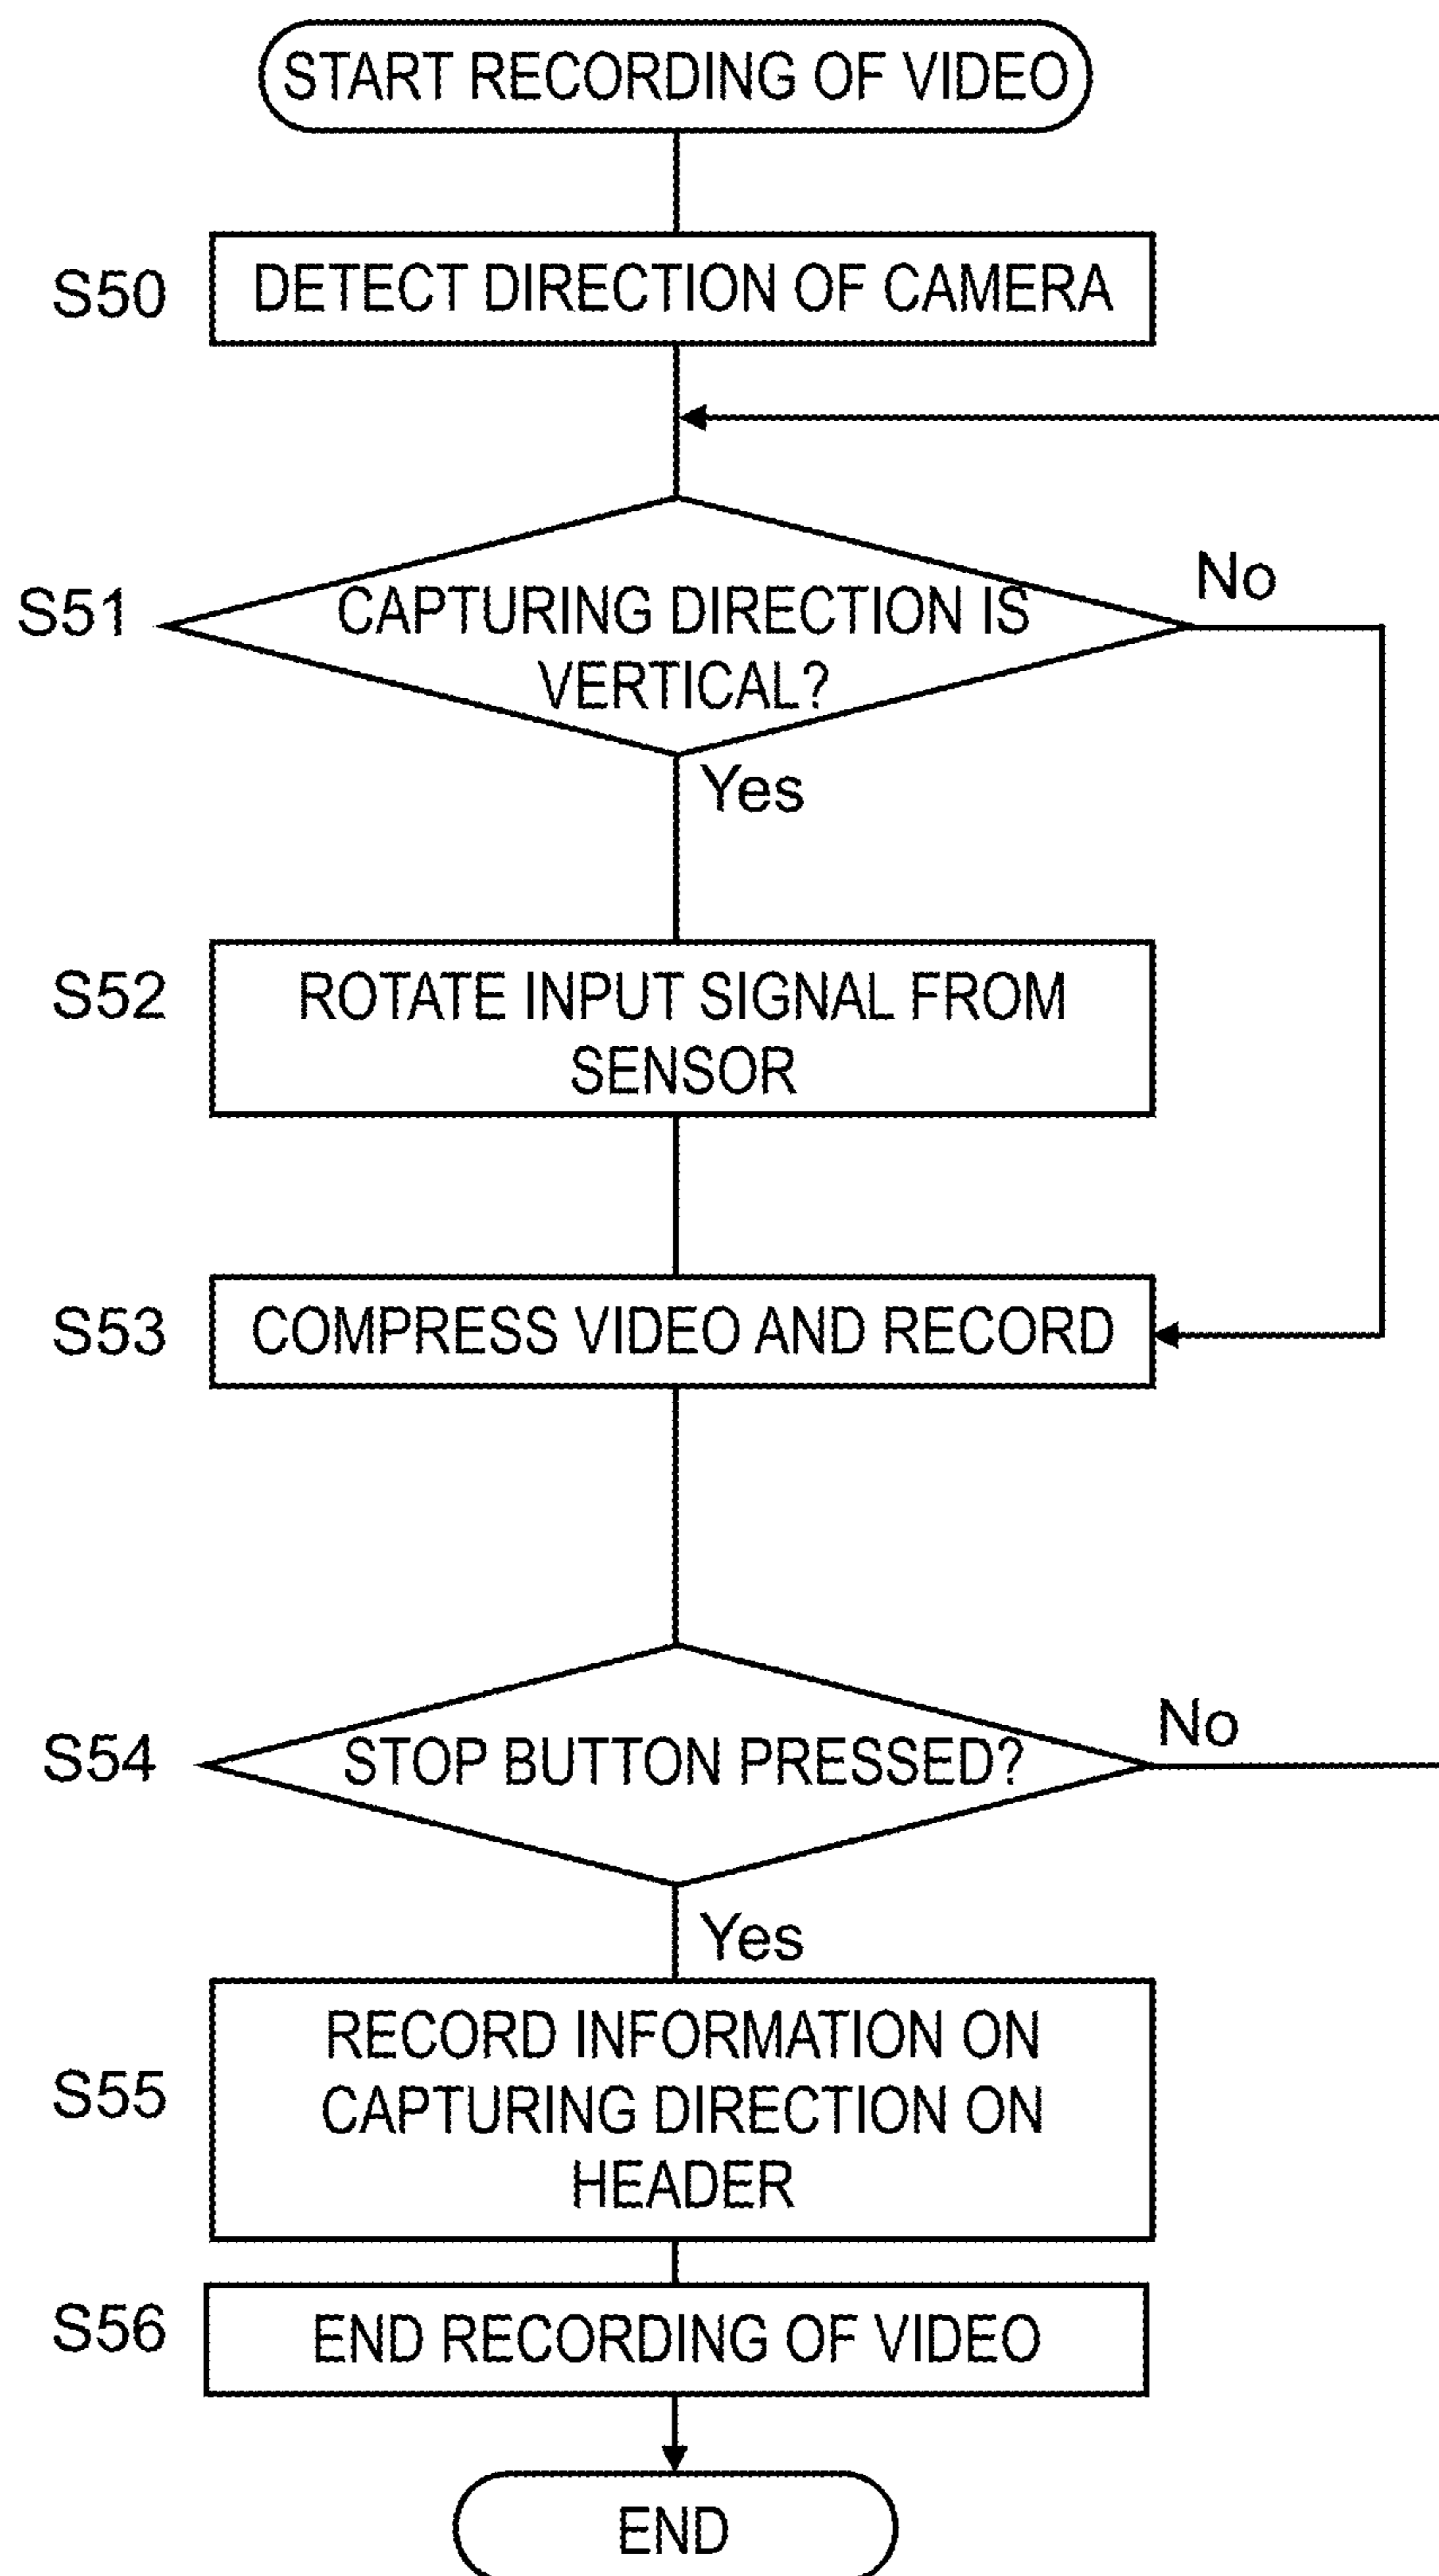 START RECORDING OF VIDEO
S50
DETECT DIRECTION OF CAMERA
S51
CAPTURING DIRECTION IS
VERTICAL?
No
Yes
S52
ROTATE INPUT SIGNAL FROM
SENSOR
S53
COMPRESS VIDEO AND RECORD
S54
STOP BUTTON PRESSED?
No
Yes
S55
RECORD INFORMATION ON
CAPTURING DIRECTION ON
HEADER
S56
END RECORDING OF VIDEO
END